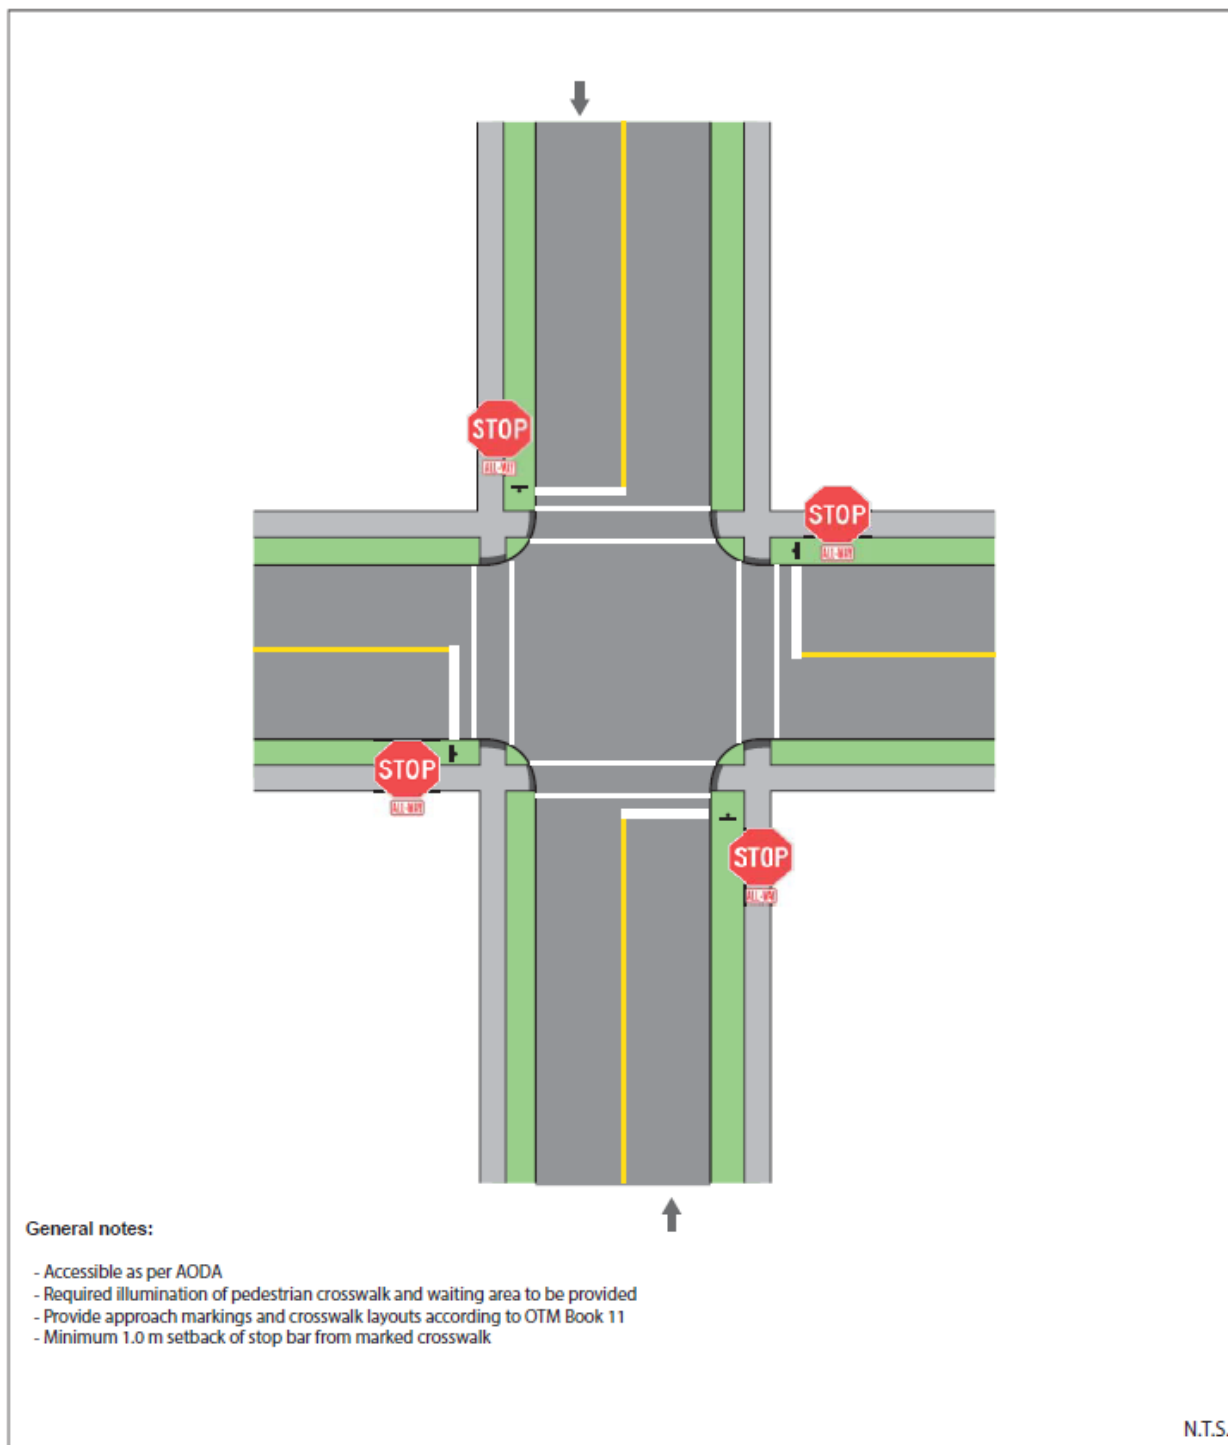 STOP
ALL-WAY
STOP
ALL-WAY
STOP
ALL-WAY
STOP
ALL-WAY
General notes:
- Accessible as per AODA
- Required illumination of pedestrian crosswalk and waiting area to be provided
- Provide approach markings and crosswalk layouts according to OTM Book 11
- Minimum 1.0 m setback of stop bar from marked crosswalk
N.T.S.